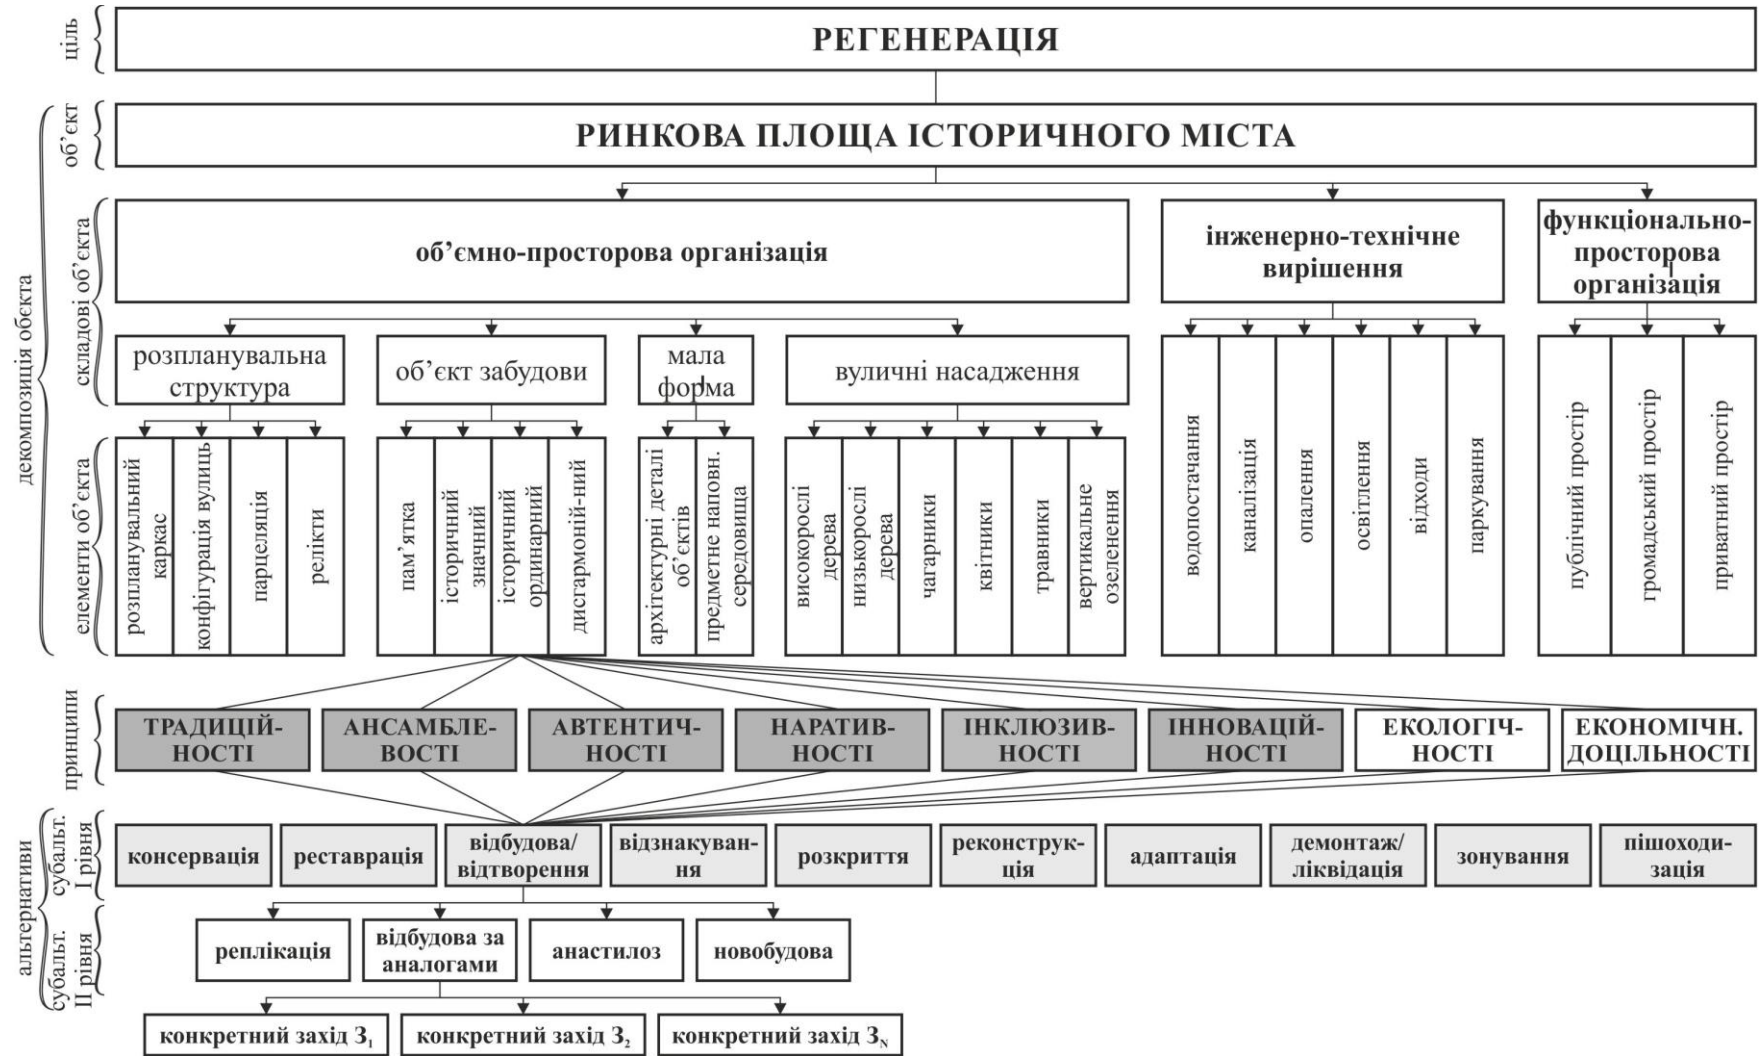 ціль
РЕГЕНЕРАЦІЯ
декомпозиція обєкта
об’єкт
РИНКОВА ПЛОЩА ІСТОРИЧНОГО МІСТА
складові об’єкта
об’ємно-просторова організація
інженерно-технічне
вирішення
функціонально-
просторова
організація
розпланувальна
структура
об’єкт забудови
мала
форма
вуличні насадження
елементи об’єкта
розпланувальний
каркас
конфігурація вулиць
парцеляція
релікти
пам’ятка
історичний
значний
історичний
ординарний
дисгармоній-ний
архітектурні деталі
об’єктів
предметне наповн.
середовища
високорослі
дерева
низькорослі
дерева
чагарники
квітники
травники
вертикальне
озеленення
водопостачання
каналізація
опалення
освітлення
відходи
паркування
публічний простір
громадський простір
приватний простір
принципи
ТРАДИЦІЙ-
НОСТІ
АНСАМБЛЕ-
ВОСТІ
АВТЕНТИЧ-
НОСТІ
НАРАТИВ-
НОСТІ
ІНКЛЮЗИВ-
НОСТІ
ІННОВАЦІЙ-
НОСТІ
ЕКОЛОГІЧ-
НОСТІ
ЕКОНОМІЧН.
ДОЦІЛЬНОСТІ
альтернативи
субальт.
І рівня
консервація
реставрація
відбудова/
відтворення
відзнакуван-
ня
розкриття
реконструк-
ція
адаптація
демонтаж/
ліквідація
зонування
пішоходи-
зація
субальт.
ІІ рівня
реплікація
відбудова за
аналогами
анастилоз
новобудова
конкретний захід З₁
конкретний захід З₂
конкретний захід Зɴ